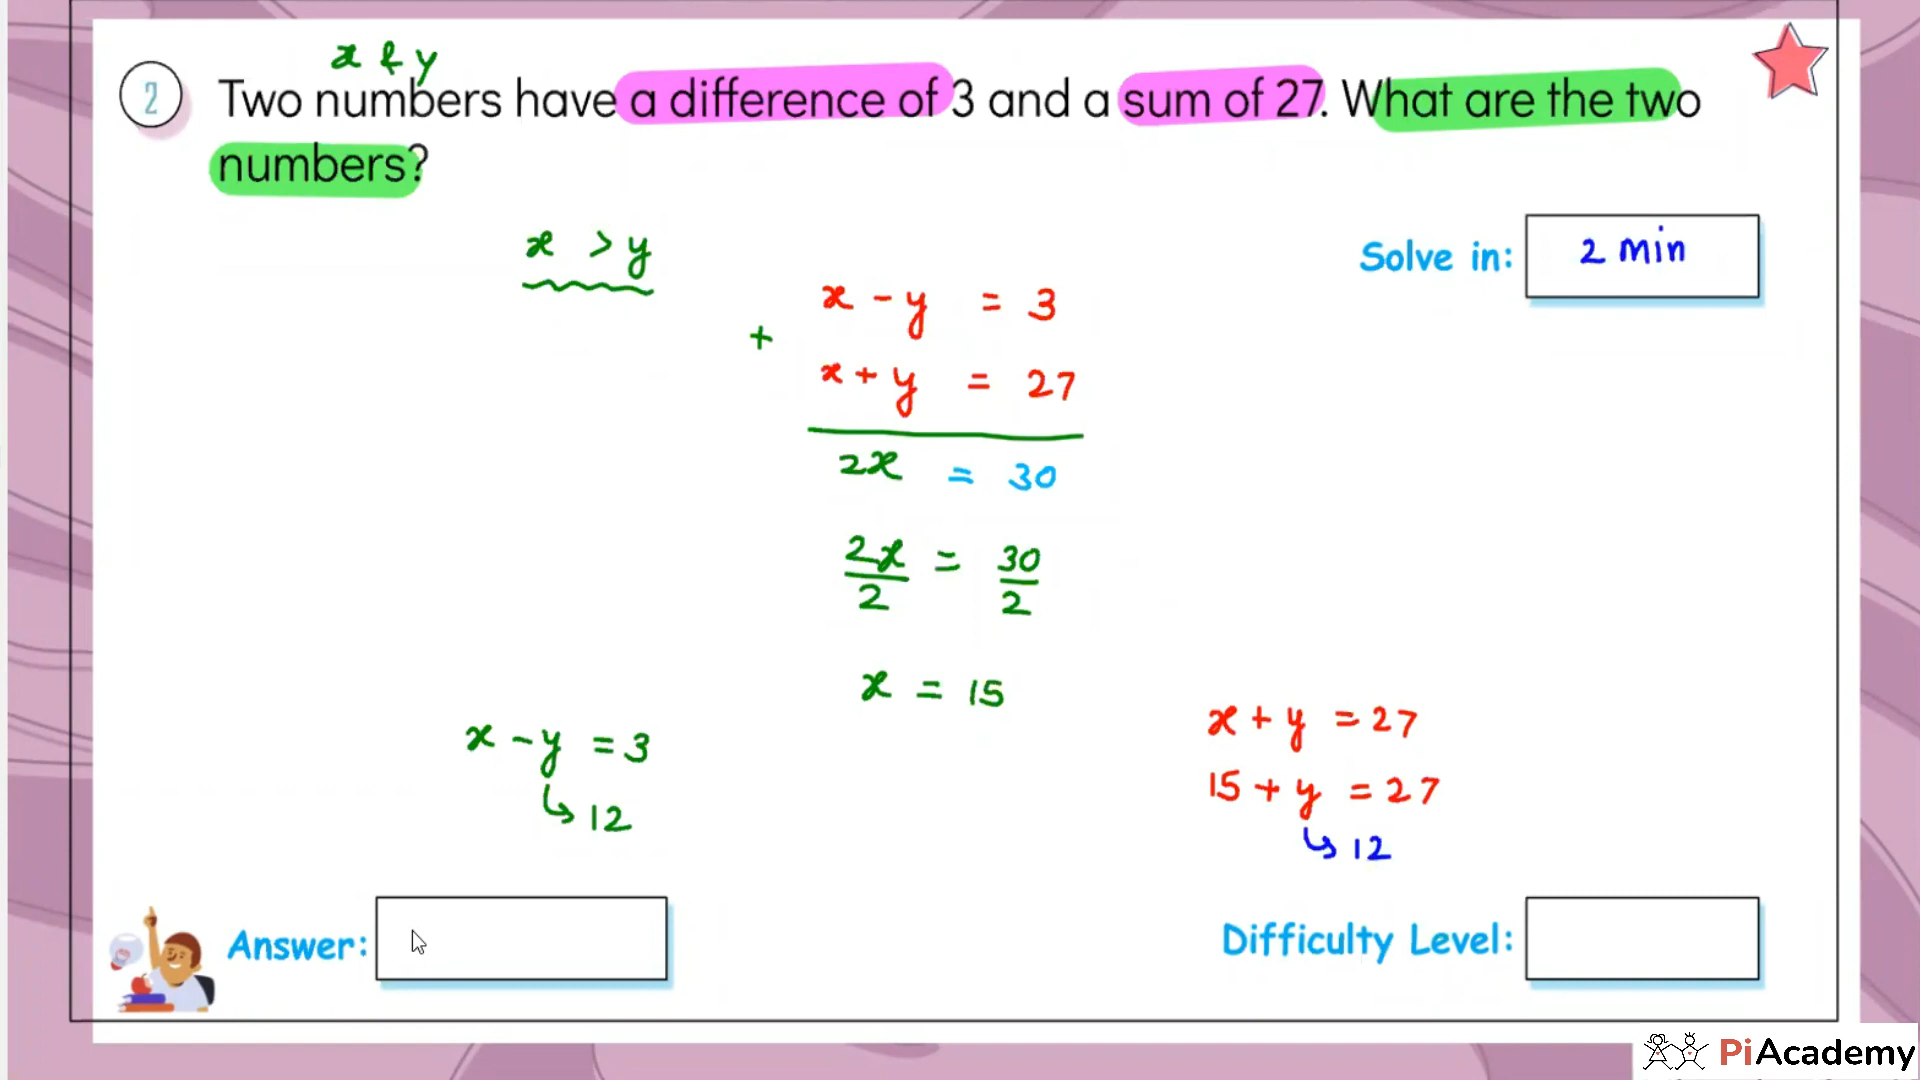 x & y
2 Two numbers have a difference of 3 and a sum of 27. What are the two
numbers?
x > y
Solve in: 2 min
x - y = 3
+
x + y = 27
2x = 30
2x/2 = 30/2
x = 15
x - y = 3
↳ 12
x + y = 27
15 + y = 27
↳ 12
Answer:
Difficulty Level:
PiAcademy